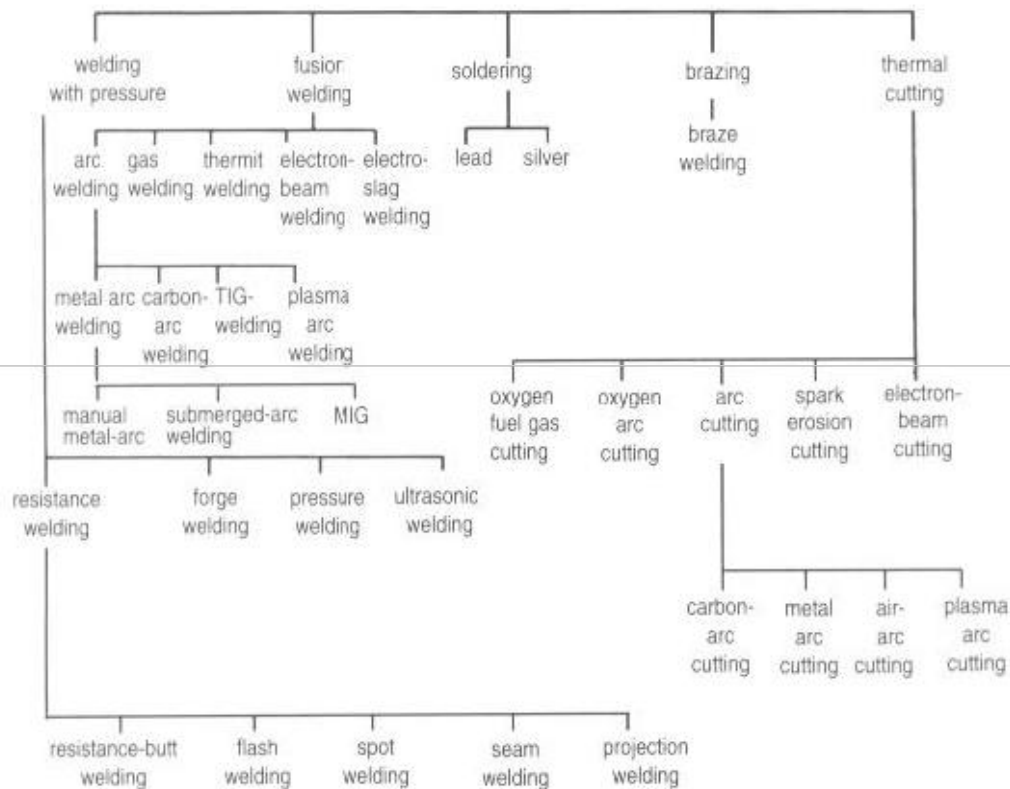 welding
with pressure
fusior
welding
soldering
brazing
thermal
cutting
arc
welding
gas
welding
thermit
welding
electron-
beam
welding
electro-
slag
welding
lead
silver
braze
welding
metal arc
welding
carbon-
arc
welding
TIG-
welding
plasma
arc
welding
manual
metal-arc
submerged-arc
welding
MIG
oxygen
fuel gas
cutting
oxygen
arc
cutting
arc
cutting
spark
erosion
cutting
electron-
beam
cutting
resistance
welding
forge
welding
pressure
welding
ultrasonic
welding
carbon-
arc
cutting
metal
arc
cutting
air-
arc
cutting
plasma
arc
cutting
resistance-butt
welding
flash
welding
spot
welding
seam
welding
projection
welding